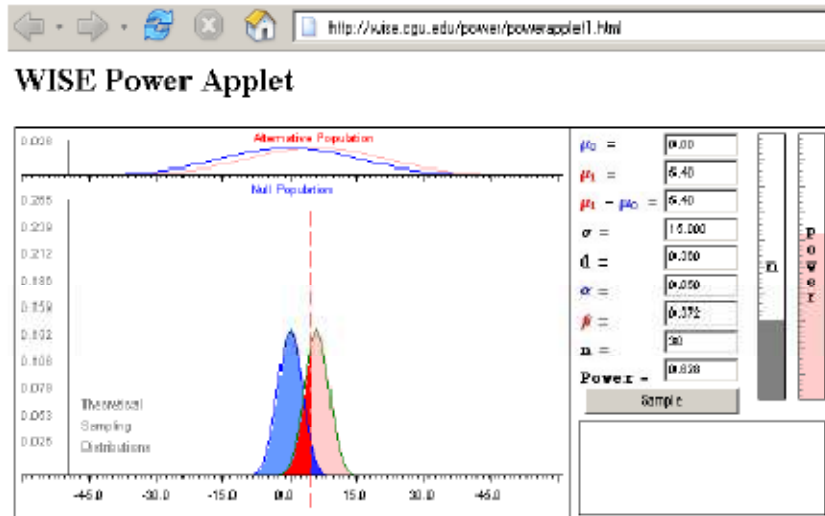 http://wise.cgu.edu/power/powerapplet1.html
WISE Power Applet
Alternative Population
Null Population
0.265
0.239
0.212
0.186
0.159
0.132
0.106
0.079
0.053
0.026
Theoretical
Sampling
Distributions
-45.0 -30.0 -15.0 0.0 15.0 30.0 45.0
μ₀ = 0.00
μ₁ = 5.40
μ₁ - μ₀ = 5.40
σ = 15.000
d = 0.360
α = 0.050
β = 0.372
n = 30
Power = 0.628
Sample
n
power